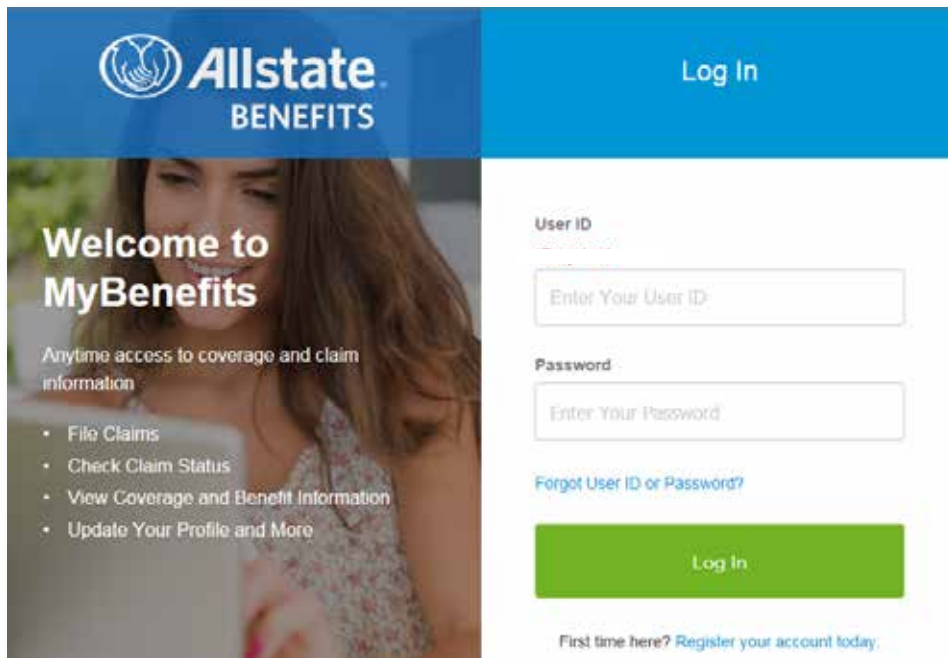 Allstate.
BENEFITS
Log In
Welcome to
MyBenefits
Anytime access to coverage and claim
information
• File Claims
• Check Claim Status
• View Coverage and Benefit Information
• Update Your Profile and More
User ID
Enter Your User ID
Password
Enter Your Password
Forgot User ID or Password?
Log In
First time here? Register your account today.